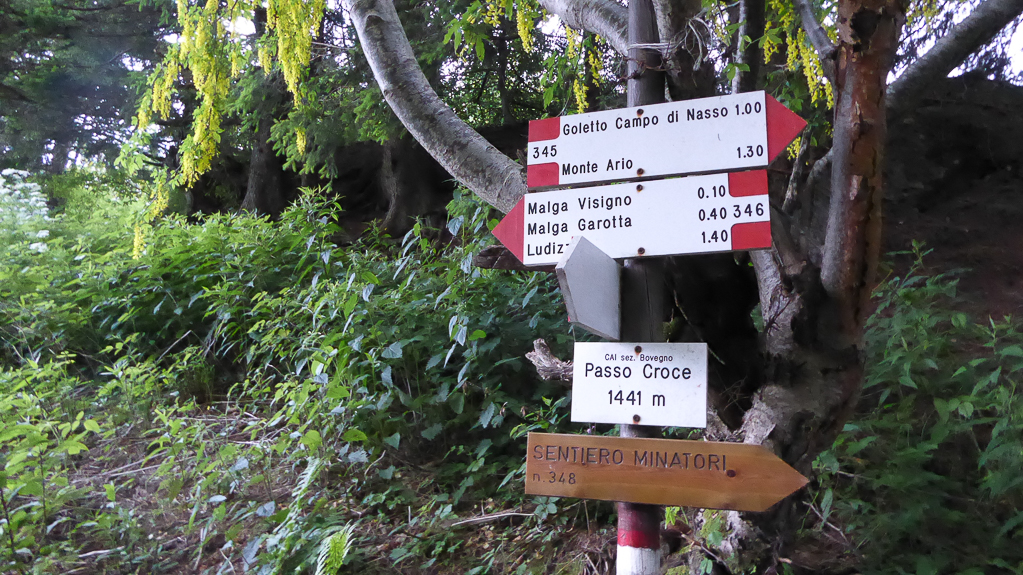 Goletto Campo di Nasso 1.00
345
Monte Ario 1.30
Malga Visigno 0.10
Malga Garotta 0.40 346
1.40
CAI sez. Bovegno
Passo Croce
1441 m
SENTIERO MINATORI
n.348